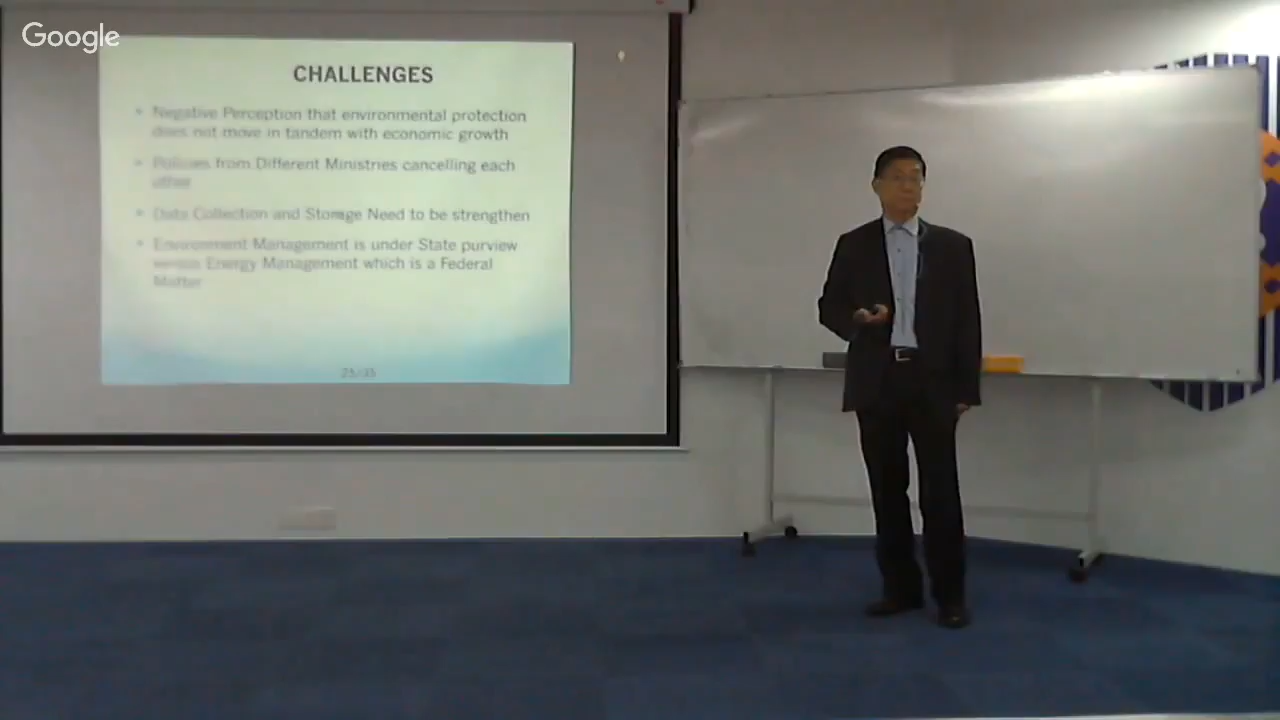 Google
CHALLENGES
• Negative Perception that environmental protection
does not move in tandem with economic growth
• Policies from Different Ministries cancelling each
other
• Data Collection and Storage Need to be strengthen
• Environment Management is under State purview
versus Energy Management which is a Federal
Matter
25/35